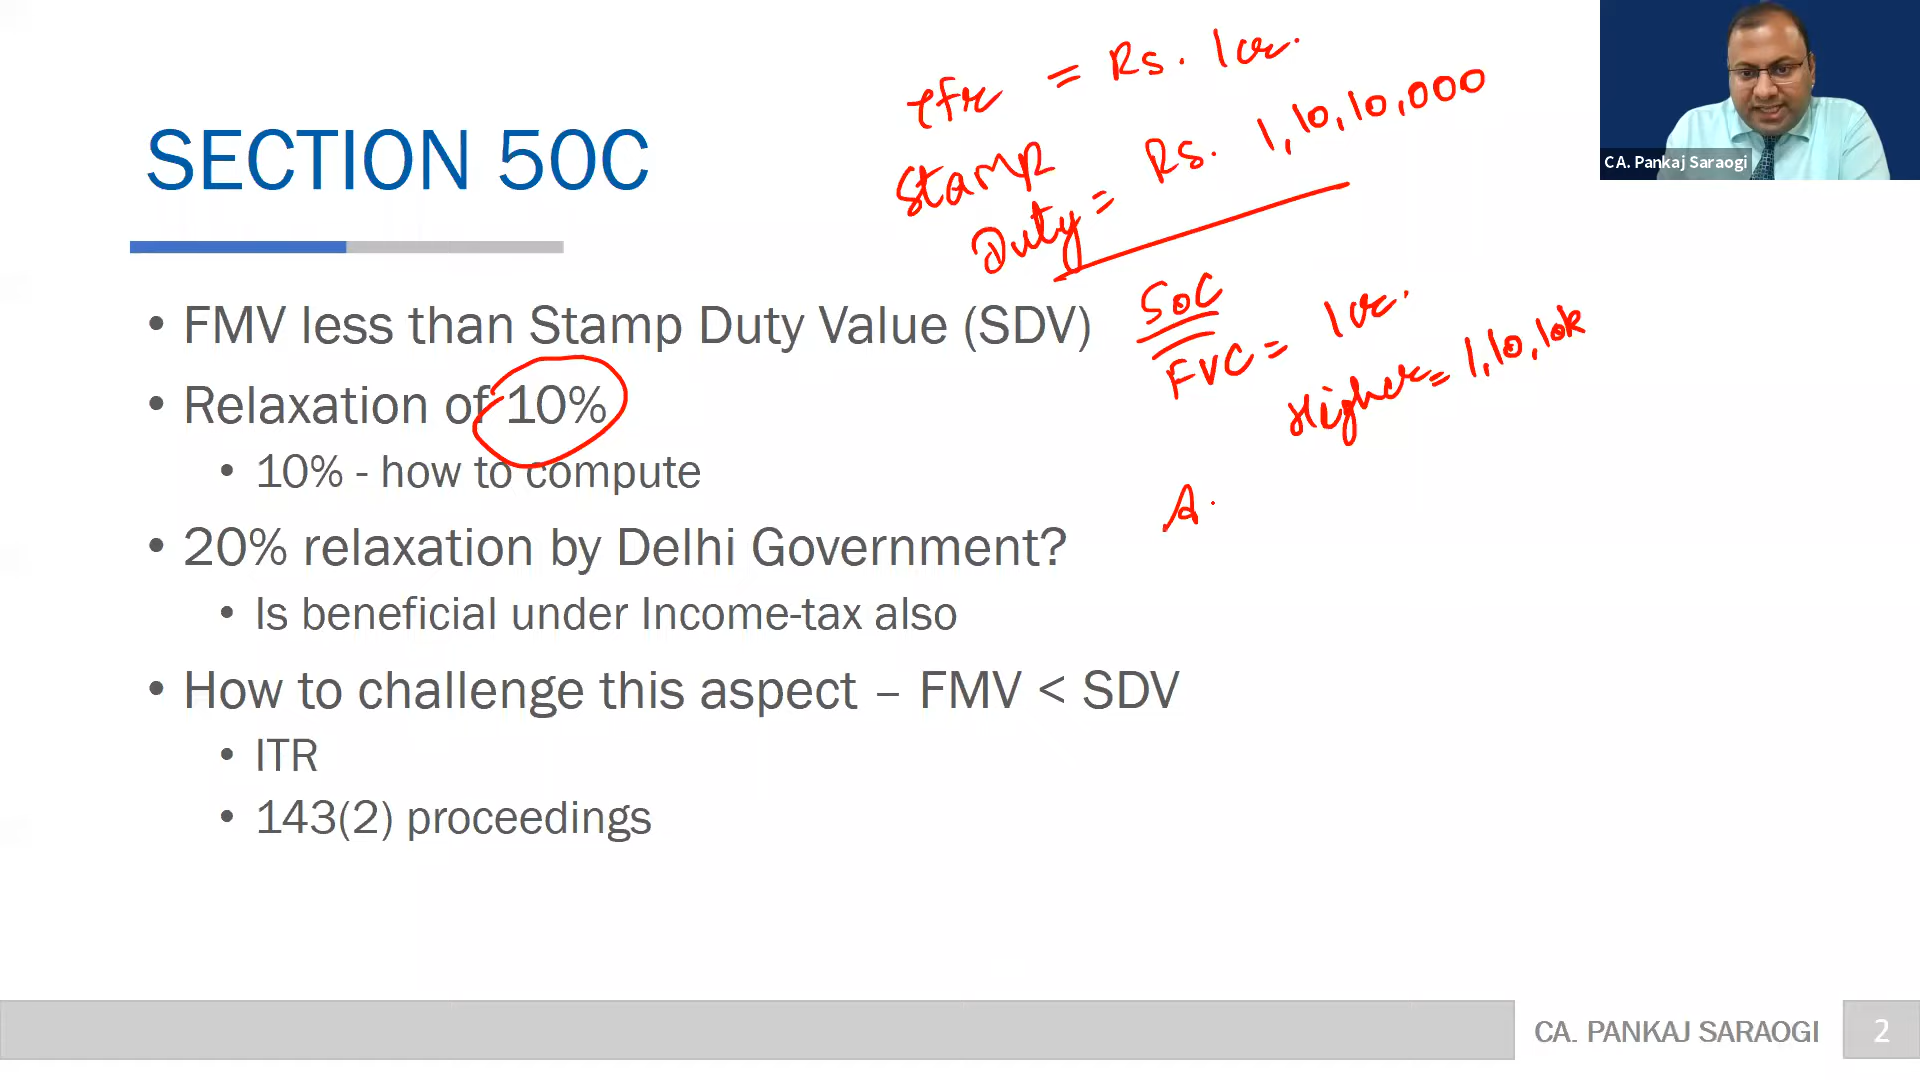 SECTION 50C
• FMV less than Stamp Duty Value (SDV)
• Relaxation of 10%
• 10% - how to compute
• 20% relaxation by Delhi Government?
• Is beneficial under Income-tax also
• How to challenge this aspect – FMV < SDV
• ITR
• 143(2) proceedings
tfr = Rs. 1cr.
Stamp
Duty = Rs. 1,10,10,000
50C
FVC = 1cr.
Higher = 1,10,10k
A.
CA. Pankaj Saraogi
CA. PANKAJ SARAOGI
2